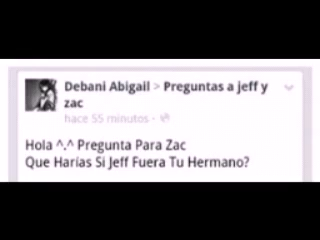 Debani Abigail > Preguntas a jeff y
zac
hace 55 minutos ·
Hola ^.^ Pregunta Para Zac
Que Harías Si Jeff Fuera Tu Hermano?